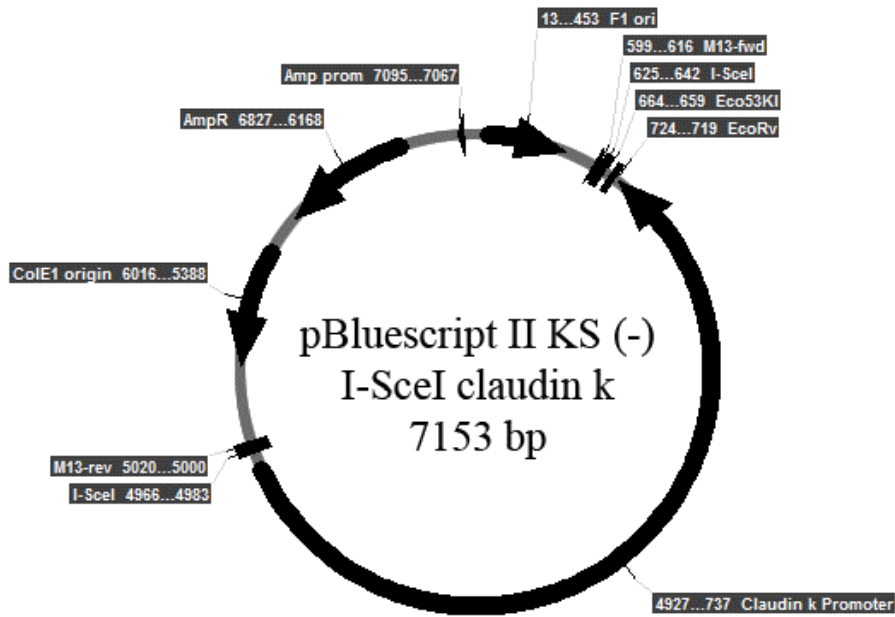 13...453 F1 ori
599...616 M13-fwd
Amp prom 7095...7067
625...642 I-SceI
664...659 Eco53KI
AmpR 6827...6168
724...719 EcoRv
ColE1 origin 6016...5388
pBluescript II KS (-)
I-SceI claudin k
7153 bp
M13-rev 5020...5000
I-SceI 4966...4983
4927...737 Claudin k Promoter